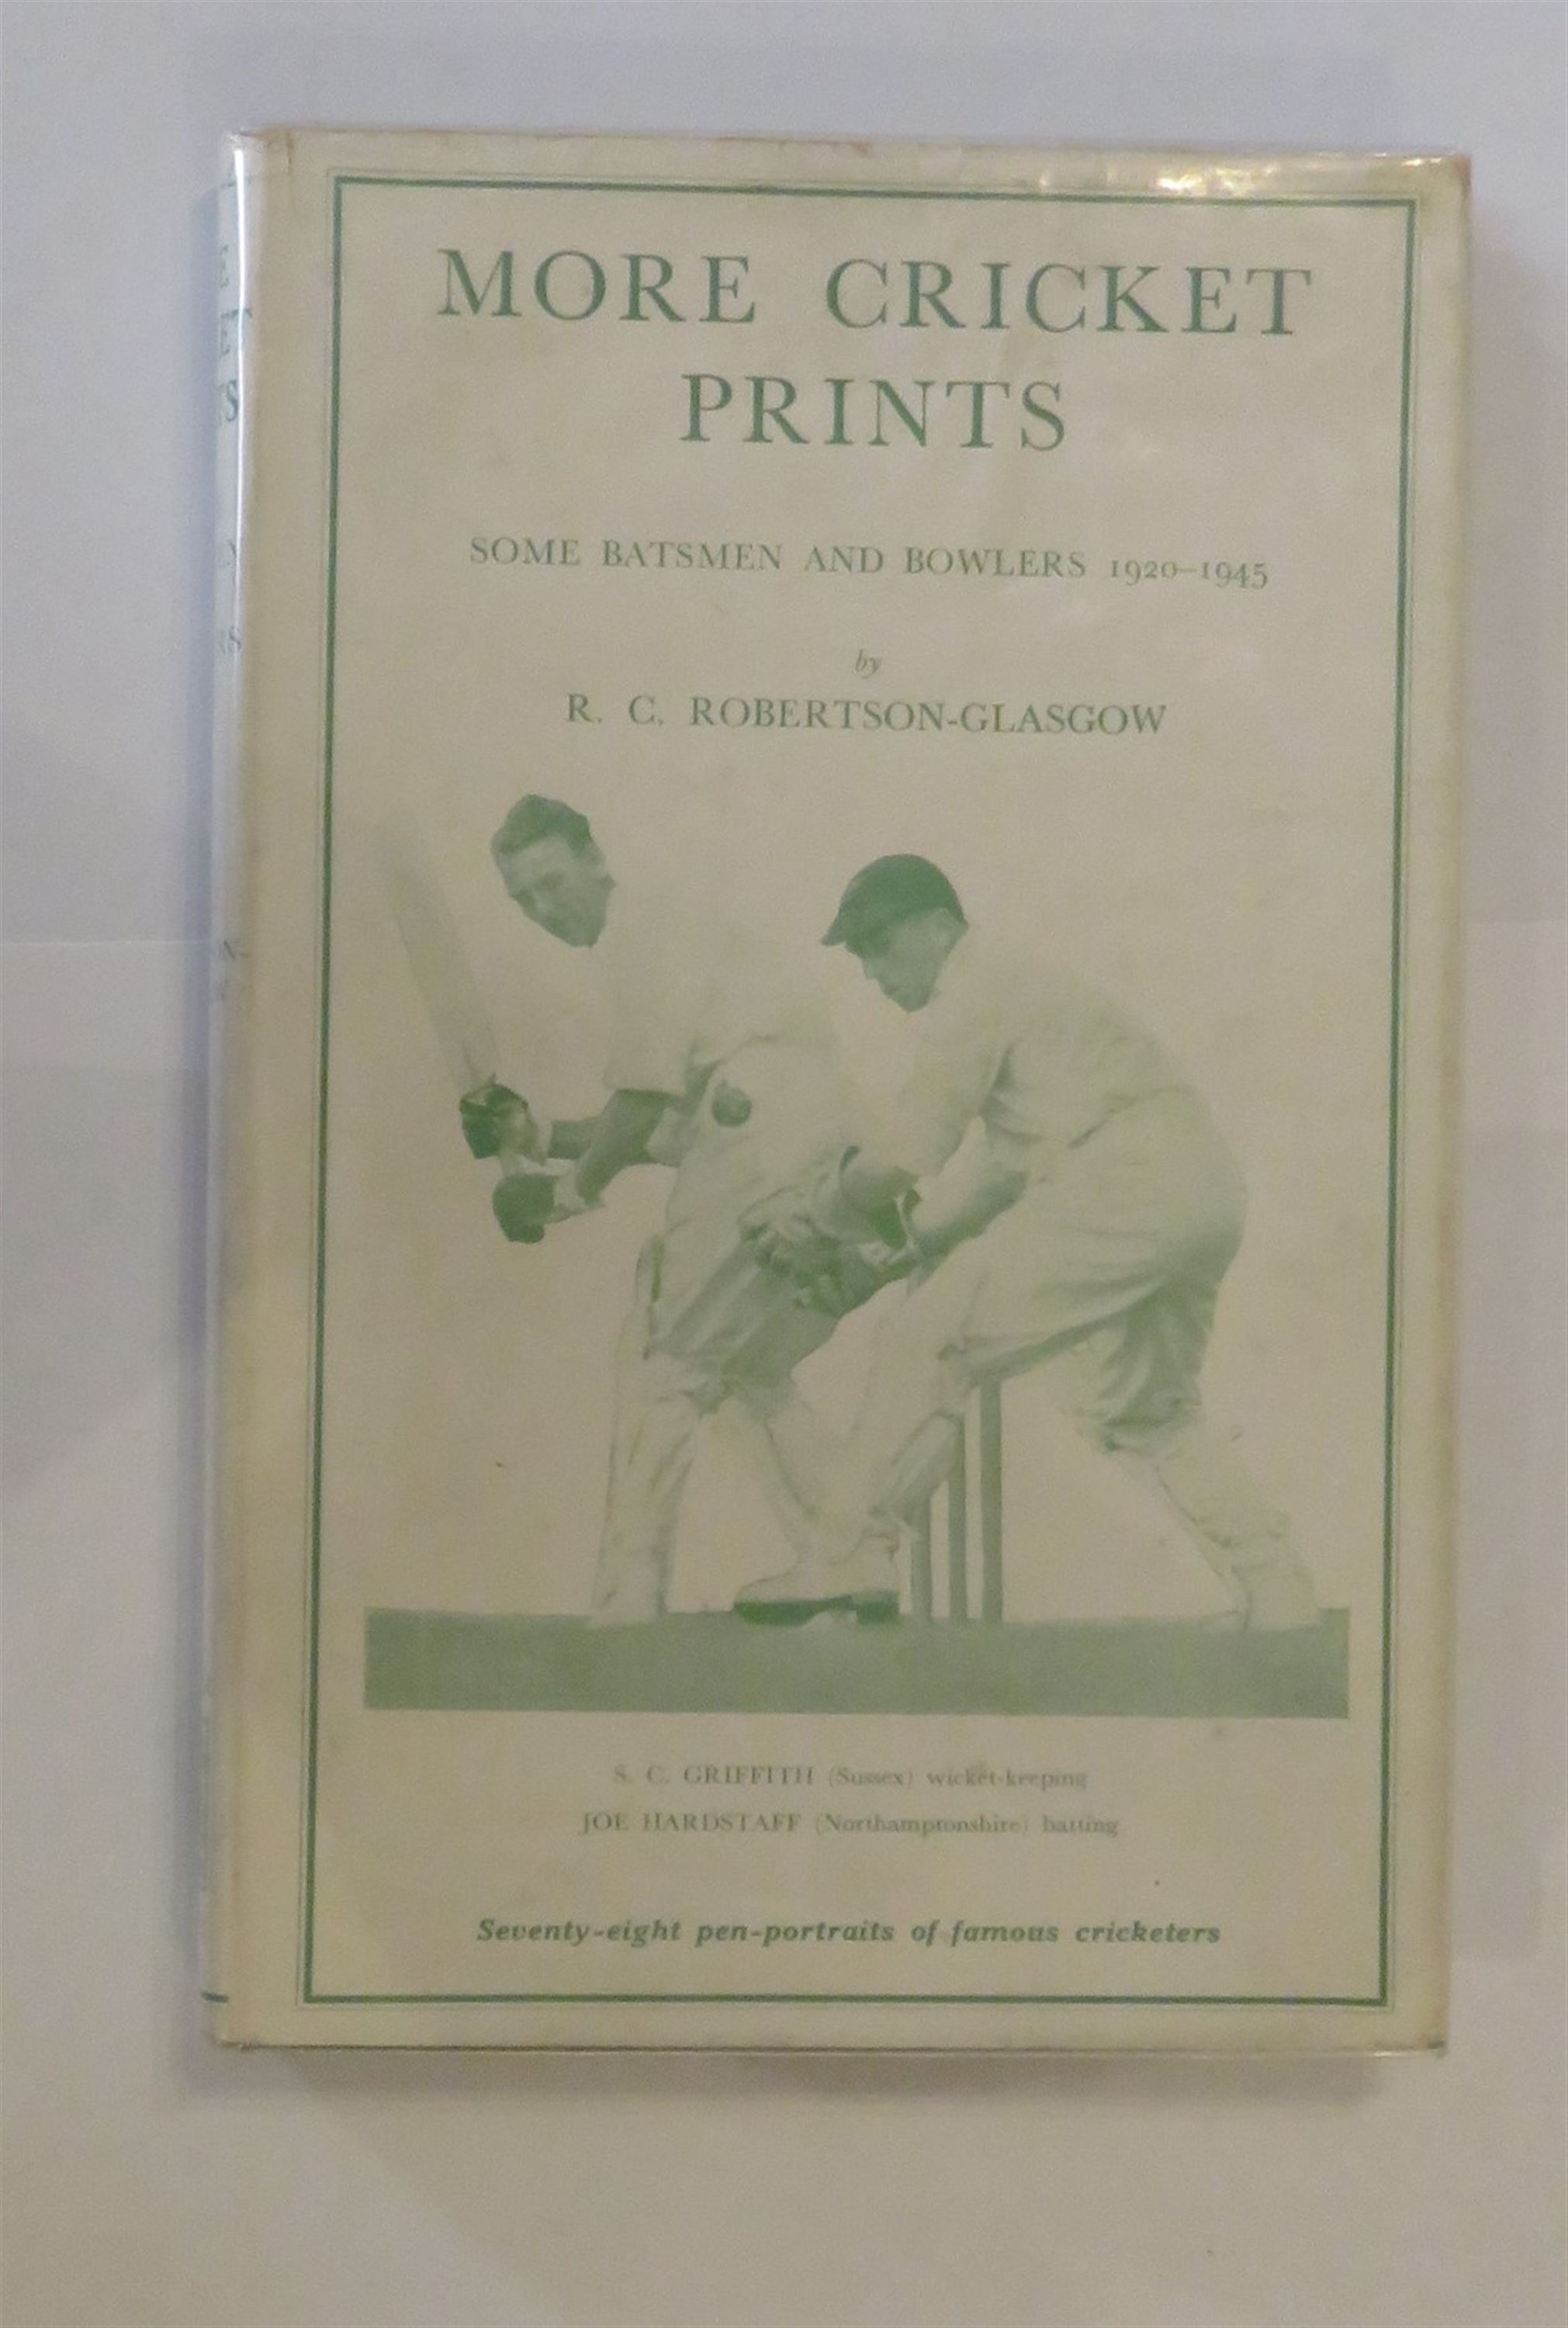 MORE CRICKET
PRINTS
SOME BATSMEN AND BOWLERS 1920–1945
by
R. C. ROBERTSON-GLASGOW
S. C. GRIFFITH (Sussex) wicket-keeping
JOE HARDSTAFF (Northamptonshire) batting
Seventy-eight pen-portraits of famous cricketers